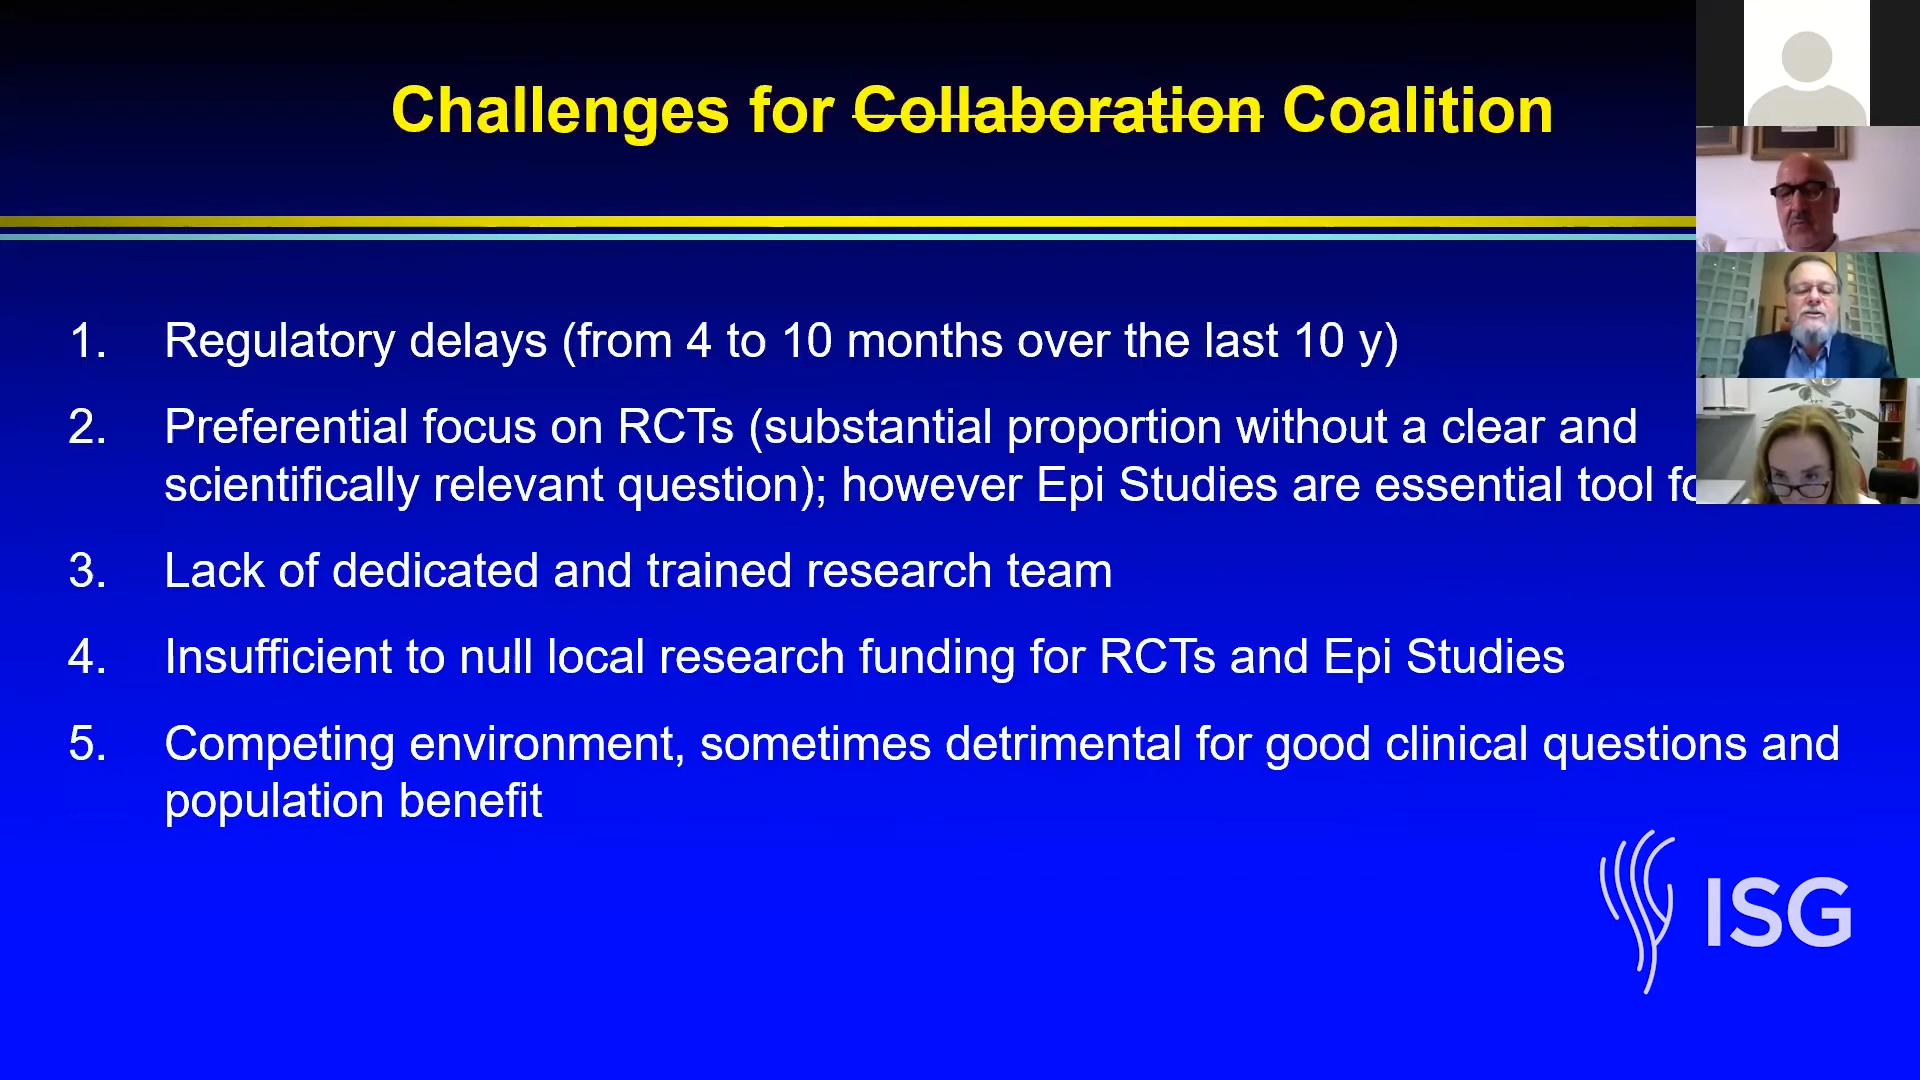 Challenges for Collaboration Coalition
1. Regulatory delays (from 4 to 10 months over the last 10 y)
2. Preferential focus on RCTs (substantial proportion without a clear and
scientifically relevant question); however Epi Studies are essential tool
3. Lack of dedicated and trained research team
4. Insufficient to null local research funding for RCTs and Epi Studies
5. Competing environment, sometimes detrimental for good clinical questions and
population benefit
ISG